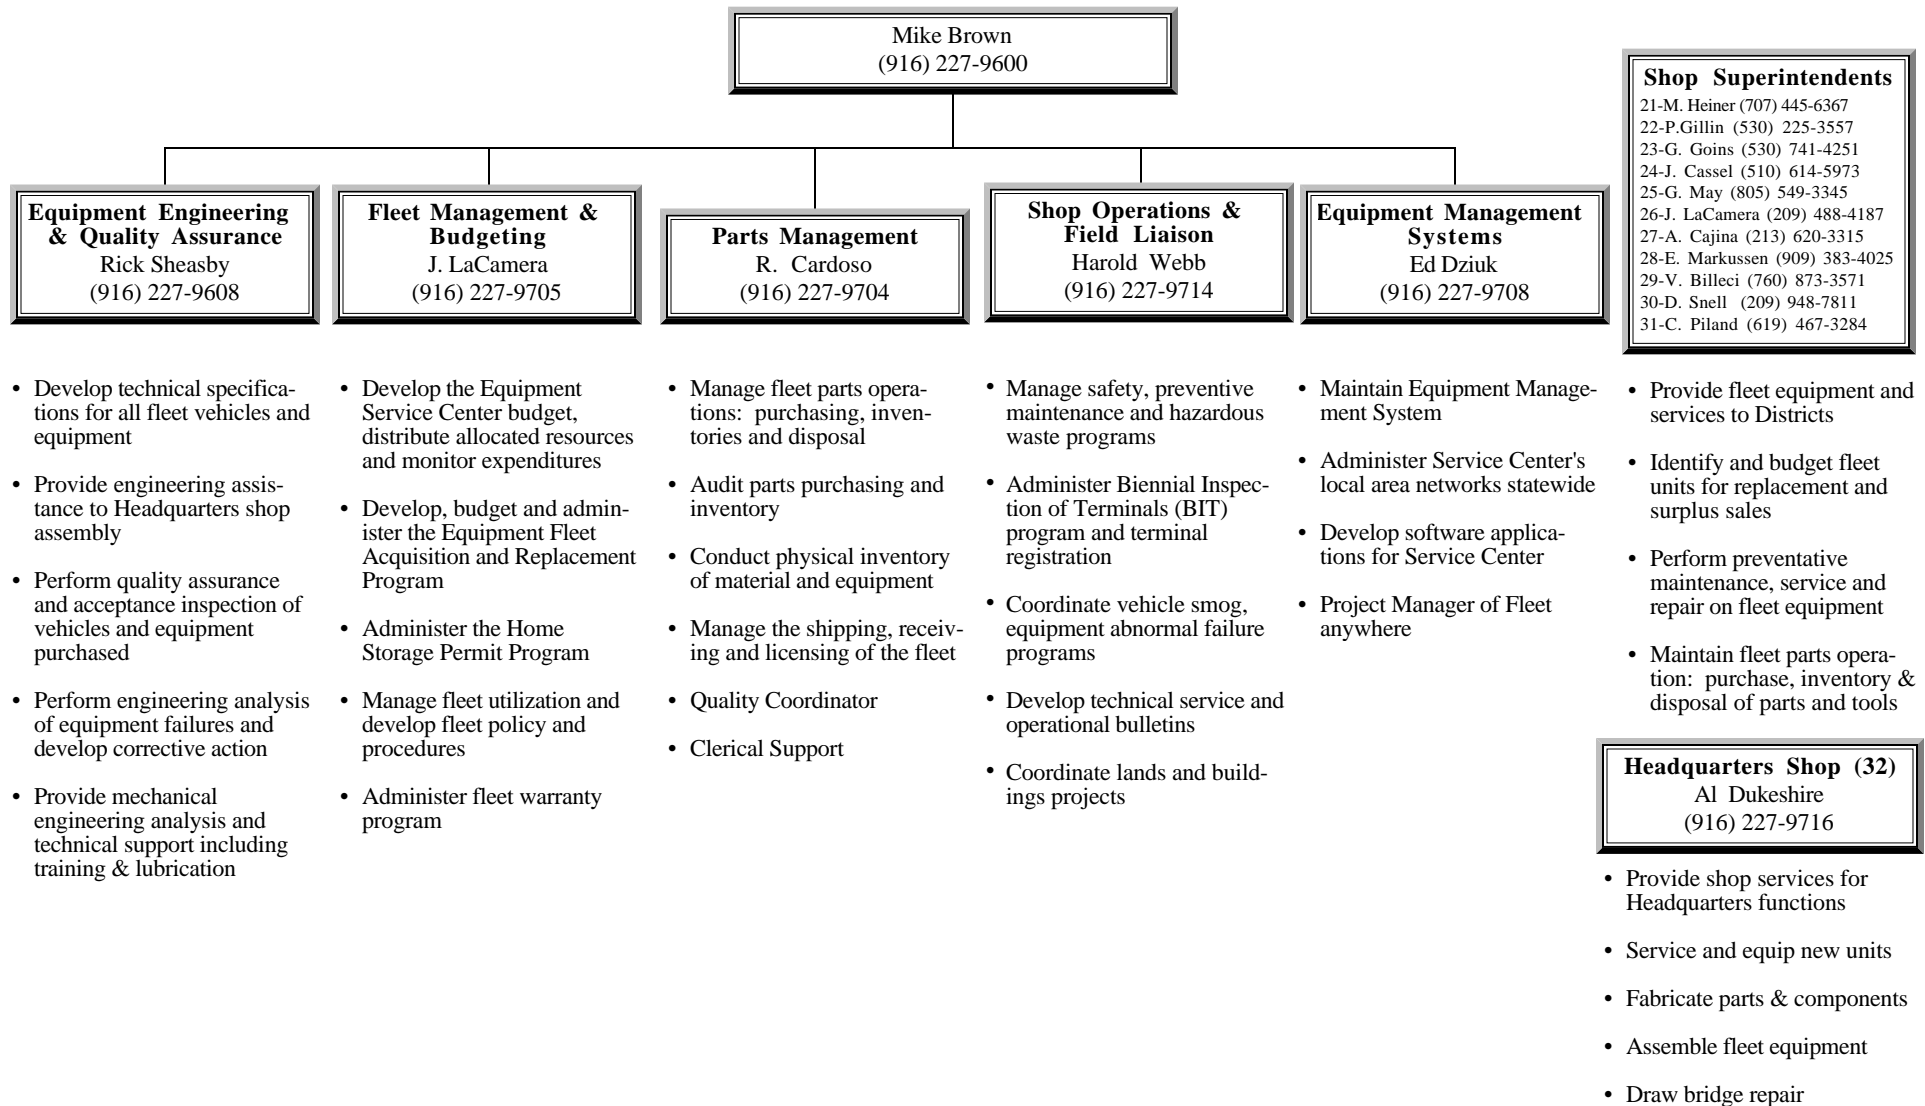 Mike Brown
(916) 227-9600
Equipment Engineering
& Quality Assurance
Rick Sheasby
(916) 227-9608
Fleet Management &
Budgeting
J. LaCamera
(916) 227-9705
Parts Management
R. Cardoso
(916) 227-9704
Shop Operations &
Field Liaison
Harold Webb
(916) 227-9714
Equipment Management
Systems
Ed Dziuk
(916) 227-9708
Shop Superintendents
21-M. Heiner (707) 445-6367
22-P.Gillin (530) 225-3557
23-G. Goins (530) 741-4251
24-J. Cassel (510) 614-5973
25-G. May (805) 549-3345
26-J. LaCamera (209) 488-4187
27-A. Cajina (213) 620-3315
28-E. Markussen (909) 383-4025
29-V. Billeci (760) 873-3571
30-D. Snell (209) 948-7811
31-C. Piland (619) 467-3284
• Develop technical specifica-
tions for all fleet vehicles and
equipment
• Provide engineering assis-
tance to Headquarters shop
assembly
• Perform quality assurance
and acceptance inspection of
vehicles and equipment
purchased
• Perform engineering analysis
of equipment failures and
develop corrective action
• Provide mechanical
engineering analysis and
technical support including
training & lubrication
• Develop the Equipment
Service Center budget,
distribute allocated resources
and monitor expenditures
• Develop, budget and admin-
ister the Equipment Fleet
Acquisition and Replacement
Program
• Administer the Home
Storage Permit Program
• Manage fleet utilization and
develop fleet policy and
procedures
• Administer fleet warranty
program
• Manage fleet parts opera-
tions: purchasing, inven-
tories and disposal
• Audit parts purchasing and
inventory
• Conduct physical inventory
of material and equipment
• Manage the shipping, receiv-
ing and licensing of the fleet
• Quality Coordinator
• Clerical Support
• Manage safety, preventive
maintenance and hazardous
waste programs
• Administer Biennial Inspec-
tion of Terminals (BIT)
program and terminal
registration
• Coordinate vehicle smog,
equipment abnormal failure
programs
• Develop technical service and
operational bulletins
• Coordinate lands and build-
ings projects
• Maintain Equipment Manage-
ment System
• Administer Service Center's
local area networks statewide
• Develop software applica-
tions for Service Center
• Project Manager of Fleet
anywhere
• Provide fleet equipment and
services to Districts
• Identify and budget fleet
units for replacement and
surplus sales
• Perform preventative
maintenance, service and
repair on fleet equipment
• Maintain fleet parts opera-
tion: purchase, inventory &
disposal of parts and tools
Headquarters Shop (32)
Al Dukeshire
(916) 227-9716
• Provide shop services for
Headquarters functions
• Service and equip new units
• Fabricate parts & components
• Assemble fleet equipment
• Draw bridge repair